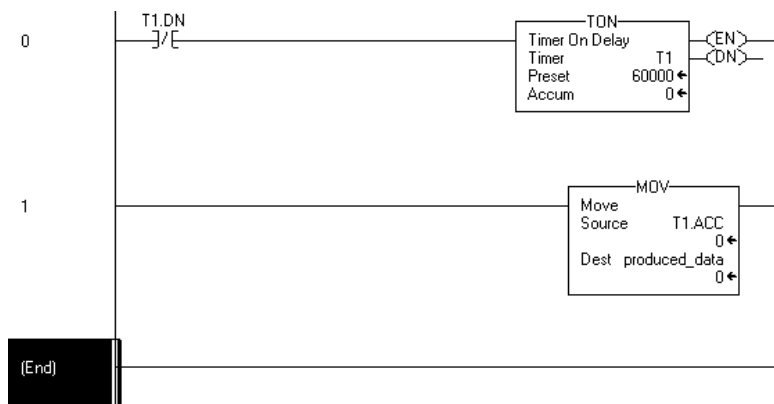 0
T1.DN
TON
Timer On Delay
Timer T1
Preset 60000
Accum 0
EN
DN
1
MOV
Move
Source T1.ACC
0
Dest produced_data
0
(End)